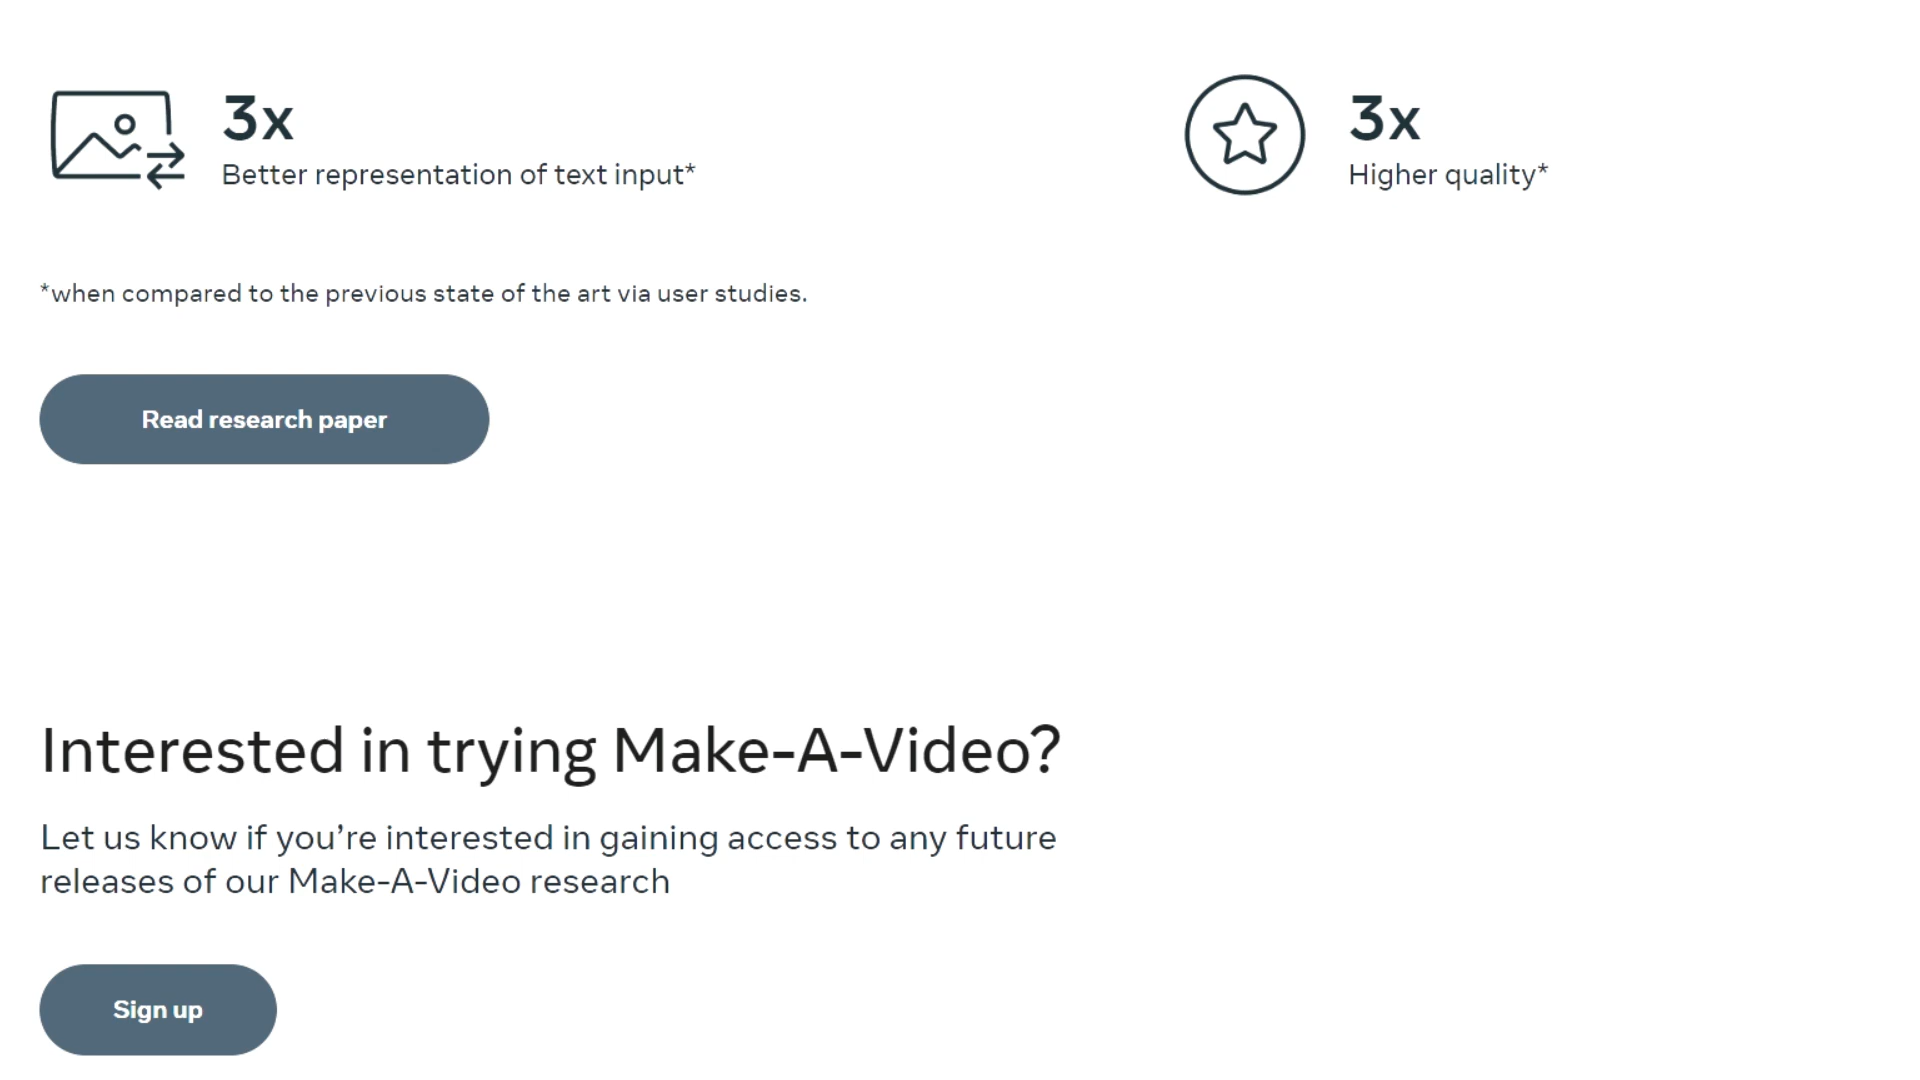 3x
Better representation of text input*
3x
Higher quality*
*when compared to the previous state of the art via user studies.
Read research paper
Interested in trying Make-A-Video?
Let us know if you’re interested in gaining access to any future
releases of our Make-A-Video research
Sign up